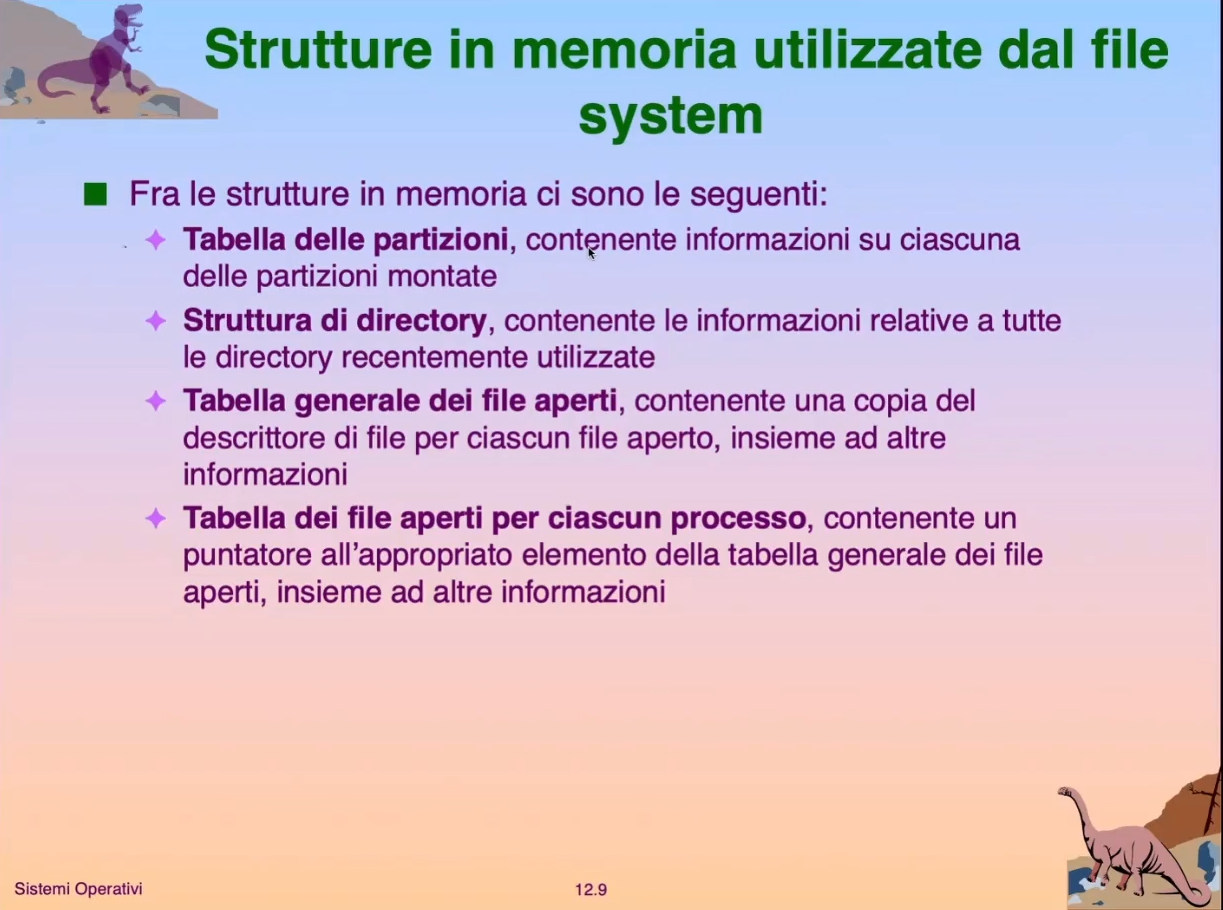 Strutture in memoria utilizzate dal file
system
Fra le strutture in memoria ci sono le seguenti:
Tabella delle partizioni, contenente informazioni su ciascuna
delle partizioni montate
Struttura di directory, contenente le informazioni relative a tutte
le directory recentemente utilizzate
Tabella generale dei file aperti, contenente una copia del
descrittore di file per ciascun file aperto, insieme ad altre
informazioni
Tabella dei file aperti per ciascun processo, contenente un
puntatore all'appropriato elemento della tabella generale dei file
aperti, insieme ad altre informazioni
Sistemi Operativi
12.9